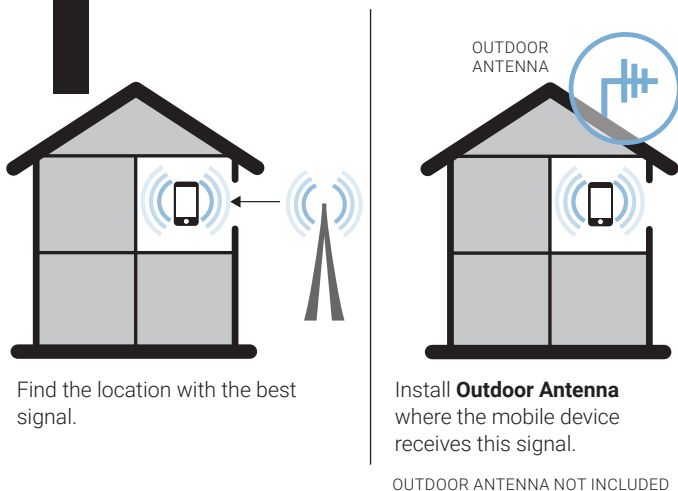 Find the location with the best
signal.
OUTDOOR
ANTENNA
Install Outdoor Antenna
where the mobile device
receives this signal.
OUTDOOR ANTENNA NOT INCLUDED